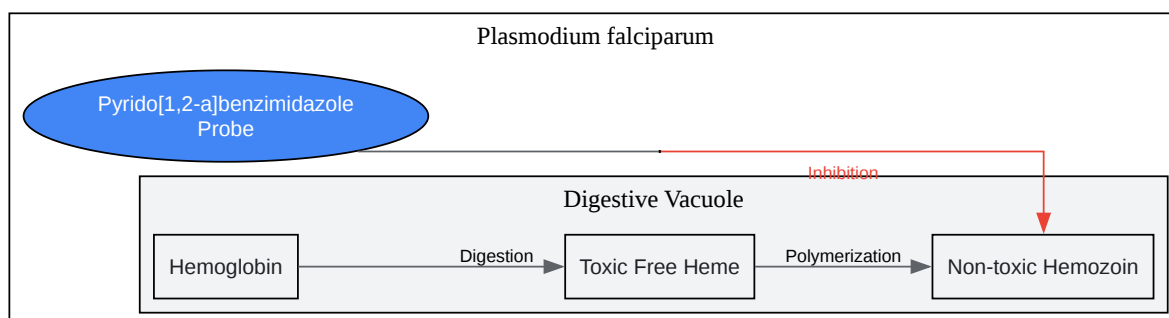 Plasmodium falciparum
Pyrido[1,2-a]benzimidazole
Probe
Inhibition
Digestive Vacuole
Hemoglobin
Digestion
Toxic Free Heme
Polymerization
Non-toxic Hemozoin